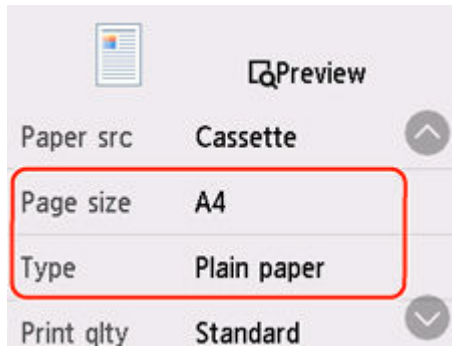 Preview
Paper src Cassette
Page size A4
Type Plain paper
Print qlty Standard